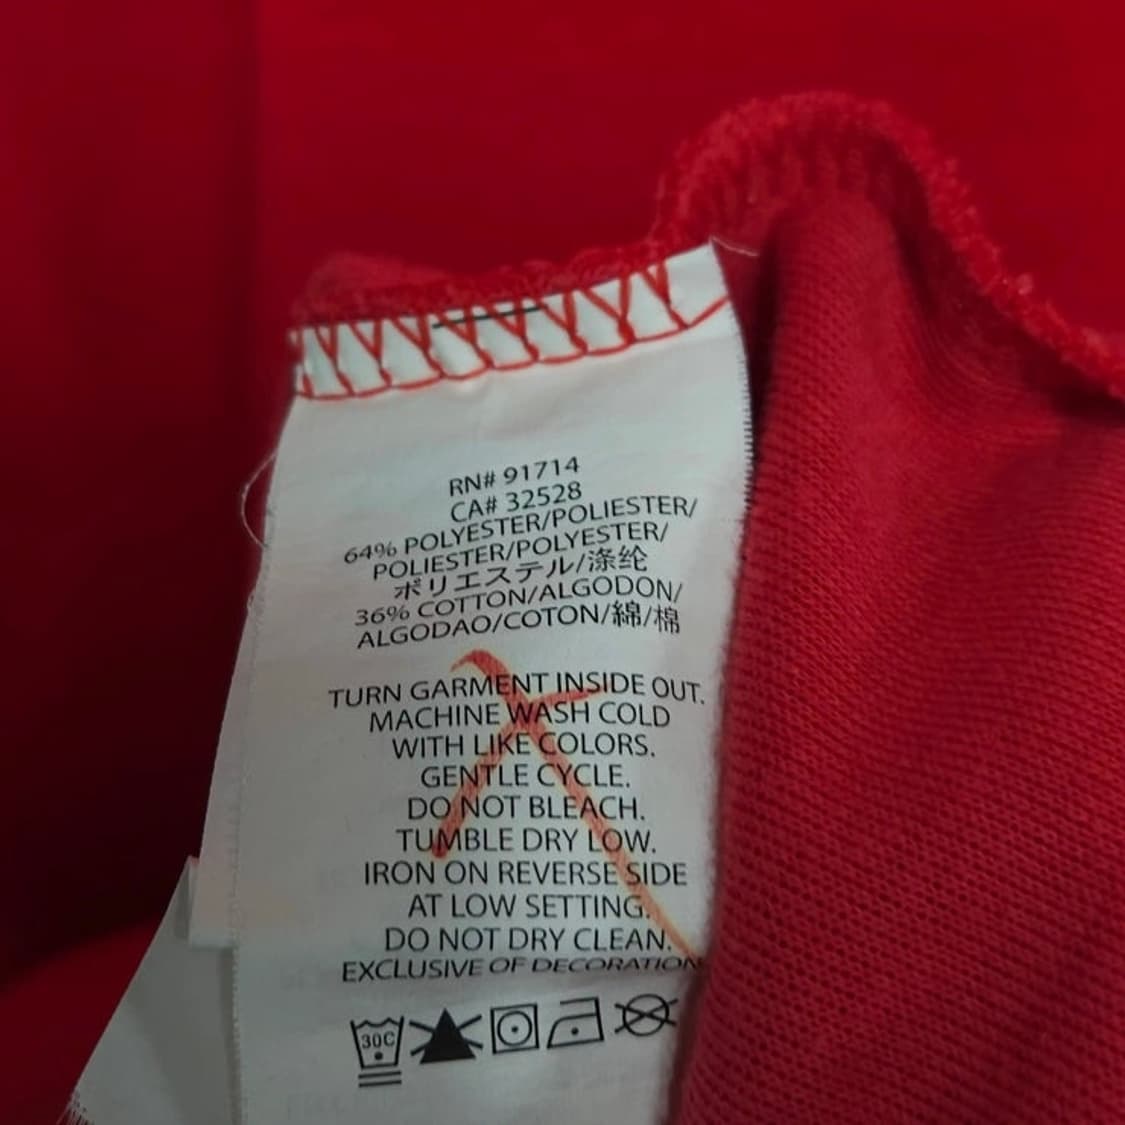 RN# 91714
CA# 32528
64% POLYESTER/POLIESTER/
POLIESTER/POLYESTER/
ポリエステル/涤纶
36% COTTON/ALGODON/
ALGODAO/COTON/綿/棉
TURN GARMENT INSIDE OUT.
MACHINE WASH COLD
WITH LIKE COLORS.
GENTLE CYCLE.
DO NOT BLEACH.
TUMBLE DRY LOW.
IRON ON REVERSE SIDE
AT LOW SETTING.
DO NOT DRY CLEAN.
EXCLUSIVE OF DECORATION
30C